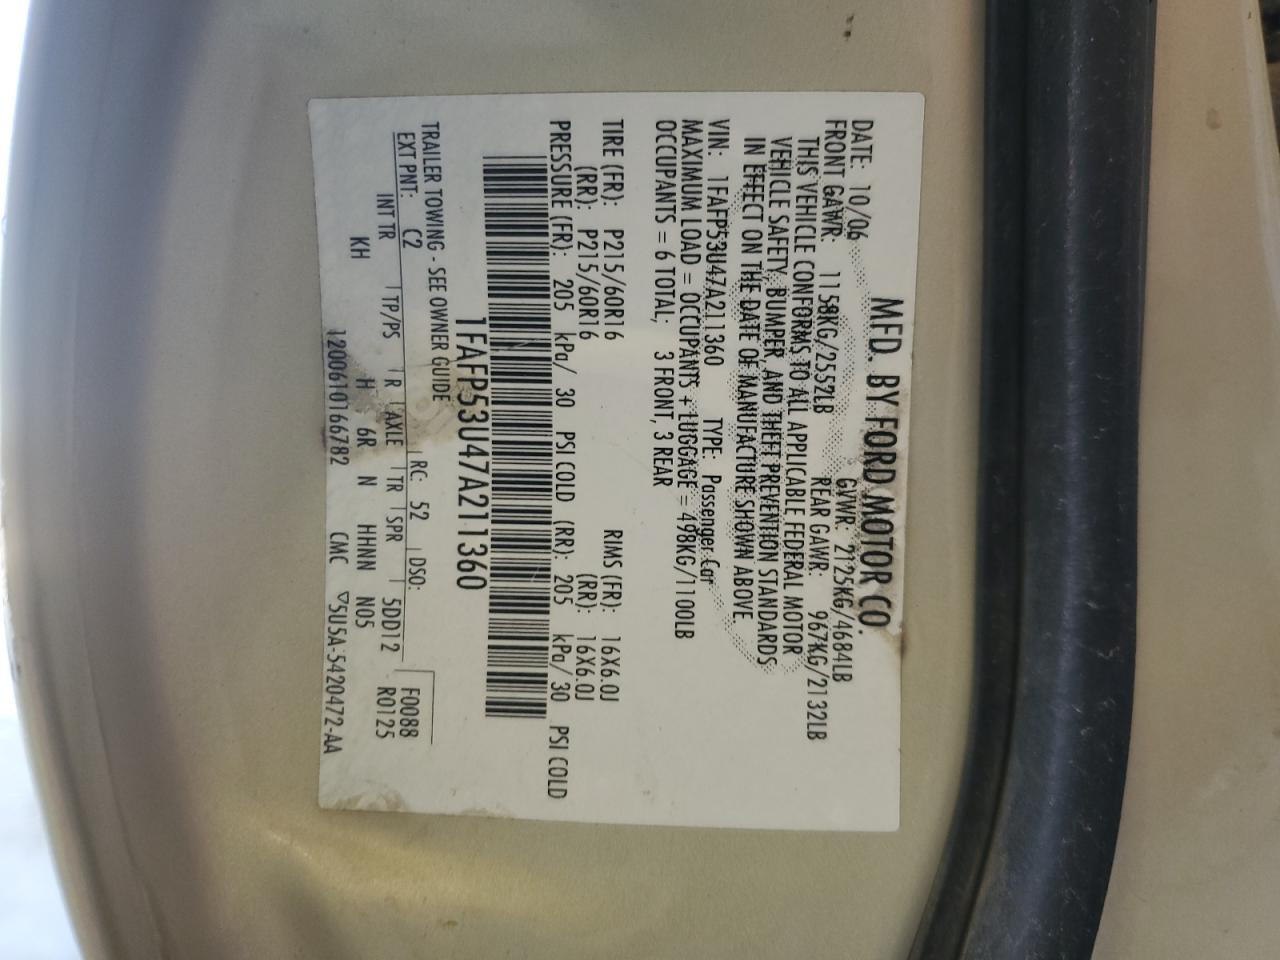 MFD. BY FORD MOTOR CO.
DATE: 10/06 GVWR: 2125KG/4684LB
FRONT GAWR: 1158KG/2552LB REAR GAWR: 967KG/2132LB
THIS VEHICLE CONFORMS TO ALL APPLICABLE FEDERAL MOTOR
VEHICLE SAFETY, BUMPER, AND THEFT PREVENTION STANDARDS
IN EFFECT ON THE DATE OF MANUFACTURE SHOWN ABOVE
VIN: 1FAFP53U47A211360 TYPE: Passenger Car
MAXIMUM LOAD = OCCUPANTS + LUGGAGE = 498KG/1100LB
OCCUPANTS = 6 TOTAL, 3 FRONT, 3 REAR
TIRE (FR): P215/60R16 RIMS (FR): 16X6.0J
(RR): P215/60R16 (RR): 16X6.0J
PRESSURE (FR): 205 kPa/ 30 PSI COLD (RR): 205 kPa/ 30 PSI COLD
1FAFP53U47A211360
TRAILER TOWING - SEE OWNER GUIDE
EXT PNT: C2 RC: 52 DSO: F0088
INT TR TP/PS R AXLE TR SPR 5DD12 R0125
KH H 6R N HHNN N05
1200610166782 CMC ▽5U5A-5420472-AA